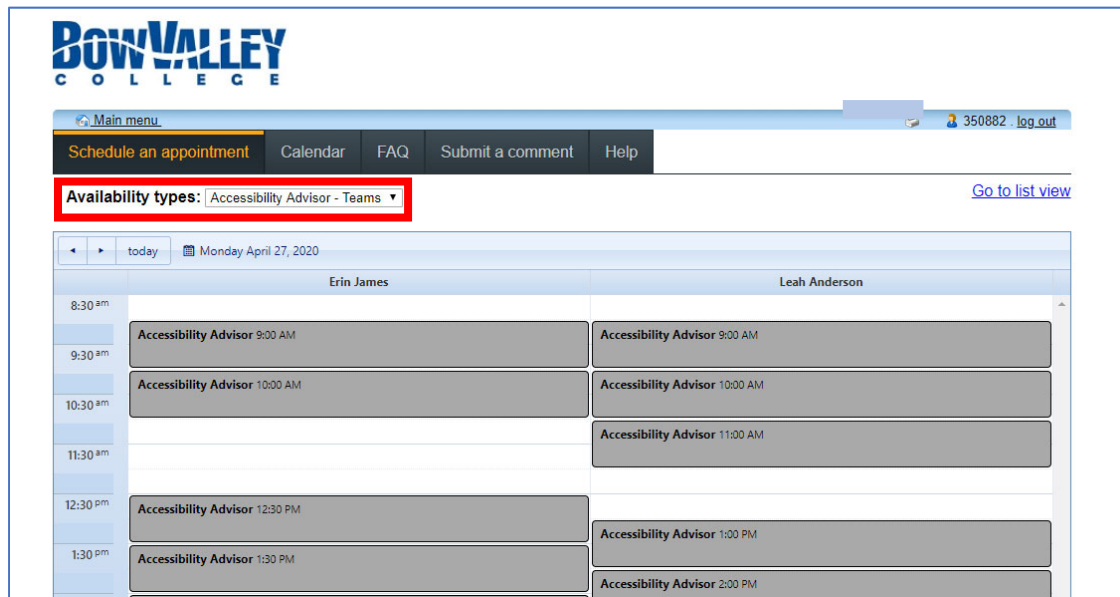 BOW VALLEY
COLLEGE
Main menu
350882 . log out
Schedule an appointment Calendar FAQ Submit a comment Help
Availability types: Accessibility Advisor - Teams
Go to list view
today Monday April 27, 2020
Erin James Leah Anderson
8:30 am
Accessibility Advisor 9:00 AM Accessibility Advisor 9:00 AM
9:30 am
Accessibility Advisor 10:00 AM Accessibility Advisor 10:00 AM
10:30 am
Accessibility Advisor 11:00 AM
11:30 am
12:30 pm
Accessibility Advisor 12:30 PM
Accessibility Advisor 1:00 PM
1:30 pm
Accessibility Advisor 1:30 PM
Accessibility Advisor 2:00 PM